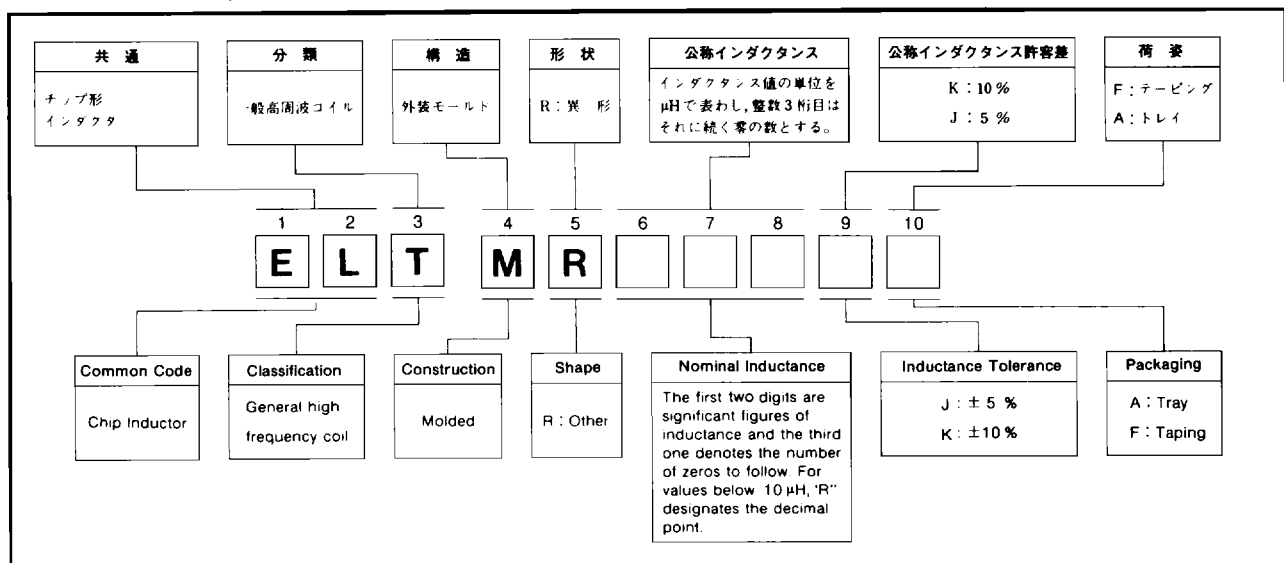 共 通
チップ形
インダクタ
分 類
一般高周波コイル
構 造
外装モールド
形 状
R：異 形
公称インダクタンス
インダクタンス値の単位を
μHで表わし，整数3桁目は
それに続く零の数とする。
公称インダクタンス許容差
K：10％
J：5％
荷 姿
F：テーピング
A：トレイ
1 2 3 4 5 6 7 8 9 10
E L T M R
Common Code
Chip Inductor
Classification
General high
frequency coil
Construction
Molded
Shape
R：Other
Nominal Inductance
The first two digits are
significant figures of
inductance and the third
one denotes the number
of zeros to follow. For
values below 10 μH, 'R"
designates the decimal
point.
Inductance Tolerance
J：±5 %
K：±10%
Packaging
A：Tray
F：Taping